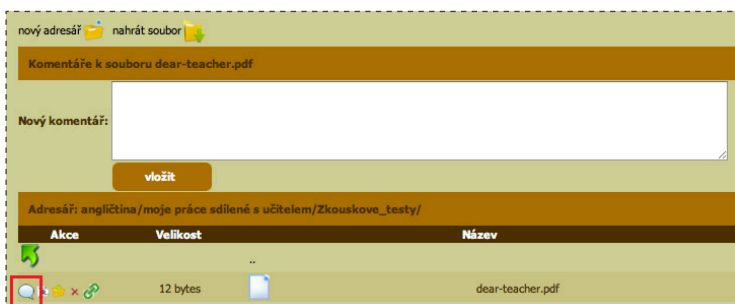 nový adresář nahrát soubor
Komentáře k souboru dear-teacher.pdf
Nový komentář:
vložit
Adresář: angličtina/moje práce sdílené s učitelem/Zkouskove_testy/
Akce Velikost Název
..
12 bytes dear-teacher.pdf